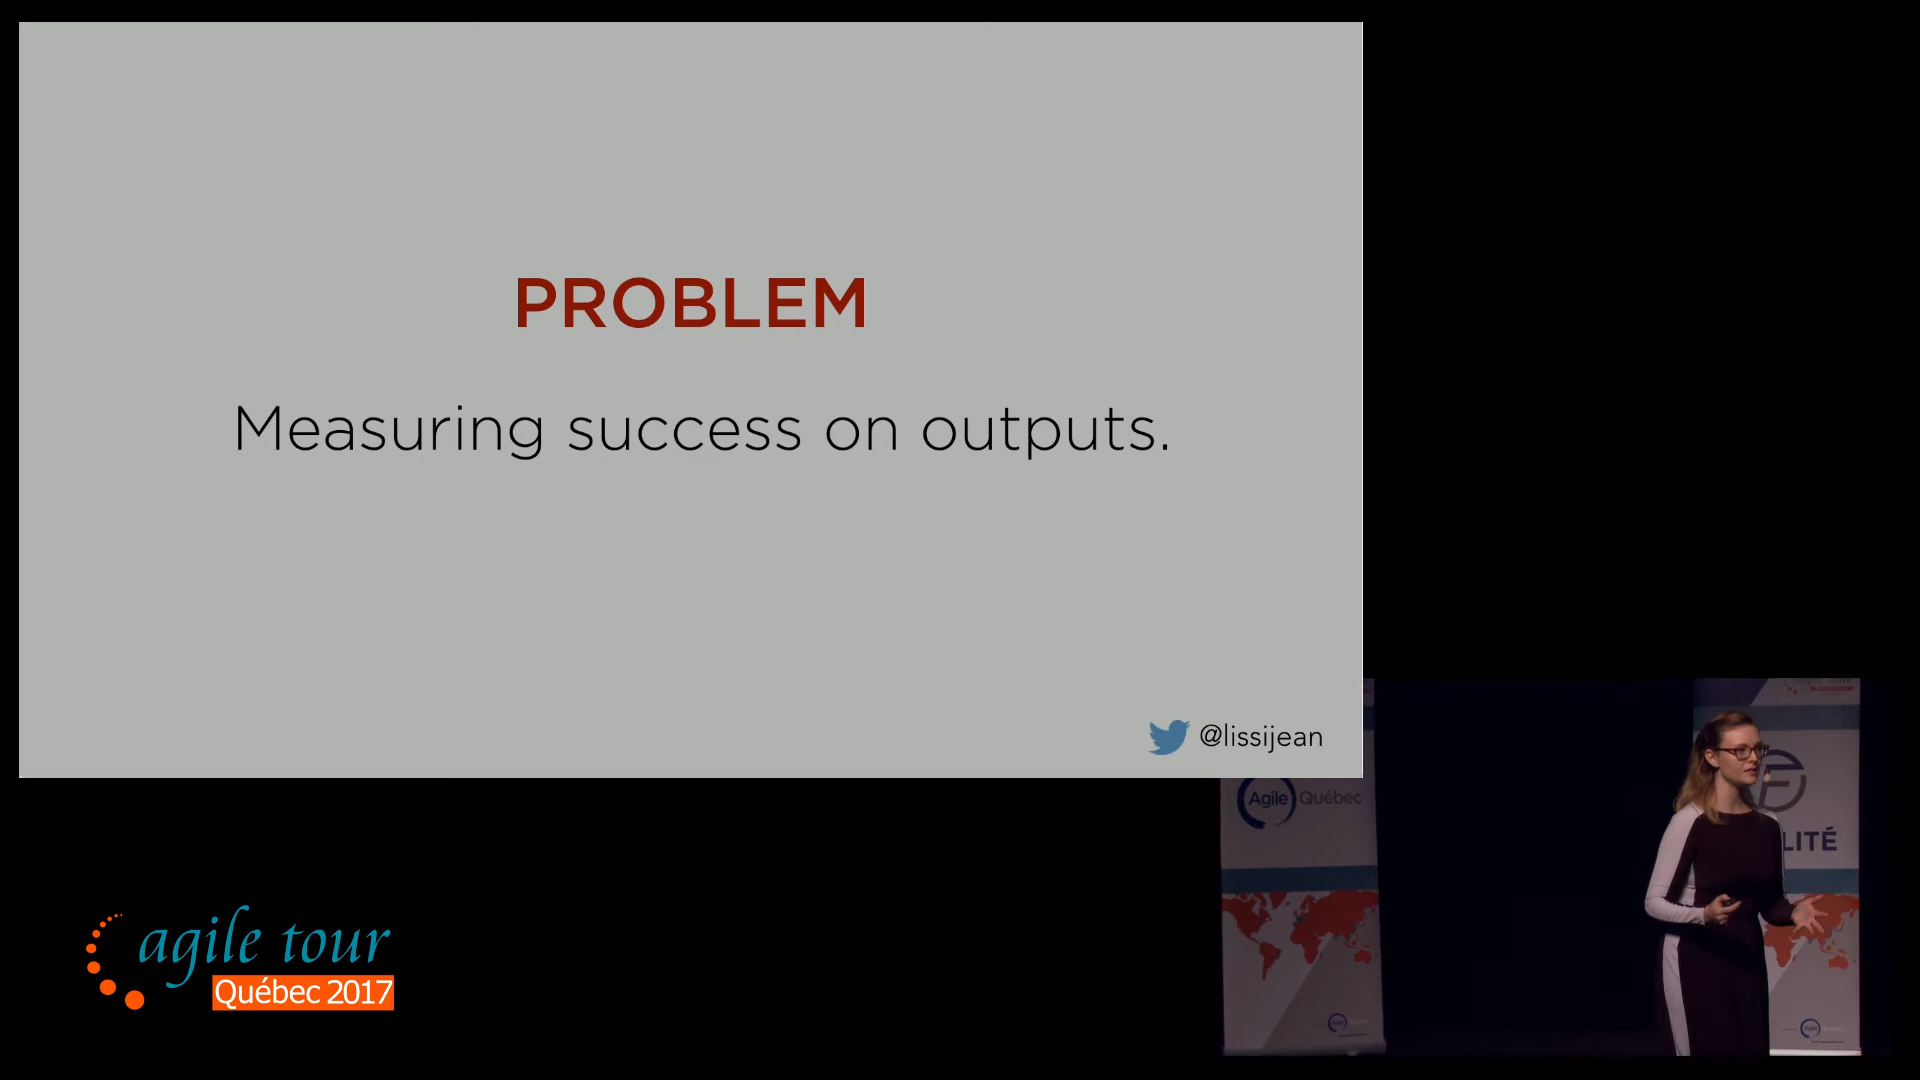 PROBLEM
Measuring success on outputs.
@lissijean
Agile Québec
LITÉ
agile tour
Québec 2017